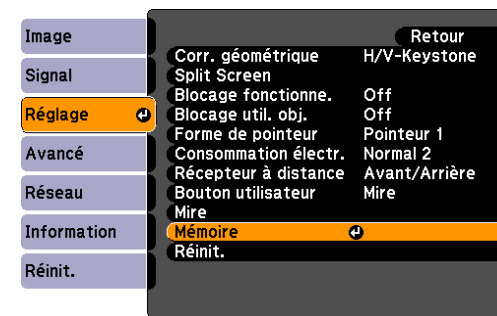 Image
Signal
Réglage
Avancé
Réseau
Information
Réinit.
Retour
Corr. géométrique H/V-Keystone
Split Screen
Blocage fonctionne. Off
Blocage util. obj. Off
Forme de pointeur Pointeur 1
Consommation électr. Normal 2
Récepteur à distance Avant/Arrière
Bouton utilisateur Mire
Mire
Mémoire
Réinit.